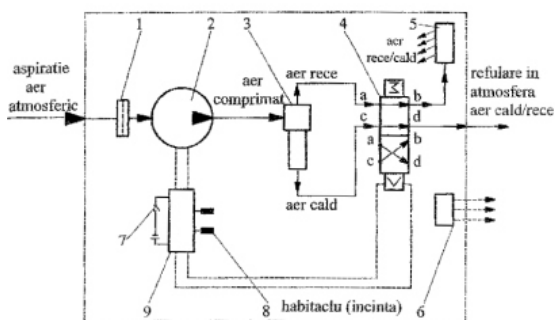 1
2
3
4
5
aspiratie
aer
atmosferic
aer
comprimat
aer rece
aer
rece/cald
refulare in
atmosfera
aer cald/rece
a
b
c
d
a
b
c
d
aer cald
7
9
8
habitaclu (incinta)
6